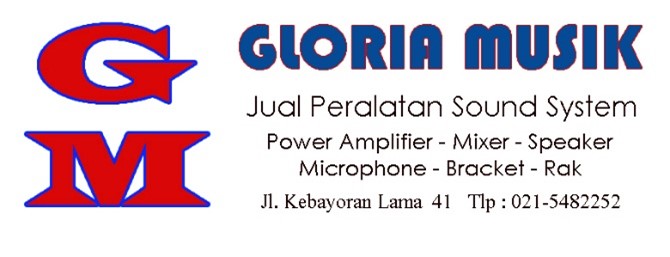 G
M
GLORIA MUSIK
Jual Peralatan Sound System
Power Amplifier - Mixer - Speaker
Microphone - Bracket - Rak
Jl. Kebayoran Lama 41 Tlp : 021-5482252